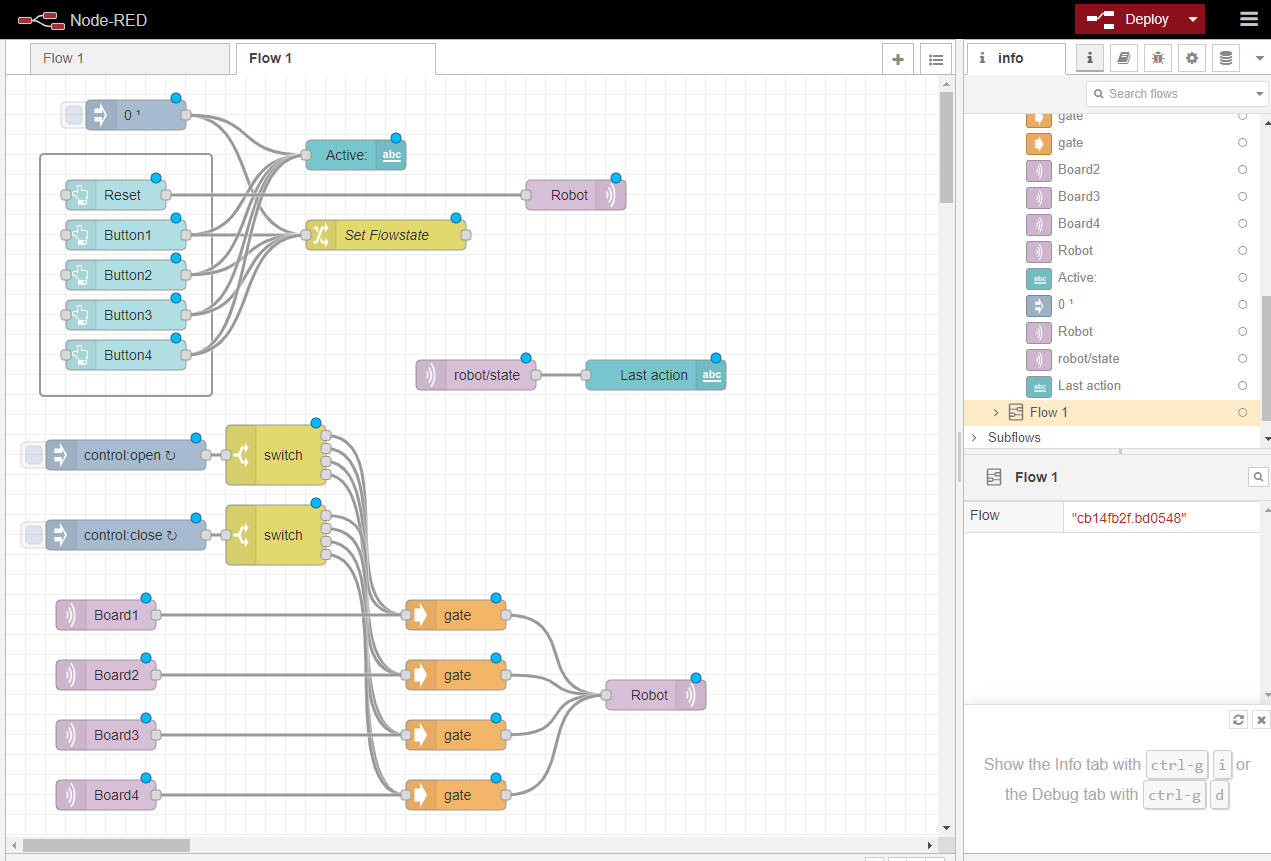 Node-RED
Deploy
Flow 1
Flow 1
i info
i
Search flows
0 ¹
Active: abc
Reset
Robot
Button1
Set Flowstate
Button2
Button3
Button4
robot/state
Last action abc
control:open ↻
switch
control:close ↻
switch
Board1
gate
Board2
gate
Robot
Board3
gate
Board4
gate
gate
gate
Board2
Board3
Board4
Robot
abc Active:
0 ¹
Robot
robot/state
abc Last action
Flow 1
Subflows
Flow 1
Flow "cb14fb2f.bd0548"
Show the Info tab with ctrl-g i or
the Debug tab with ctrl-g d